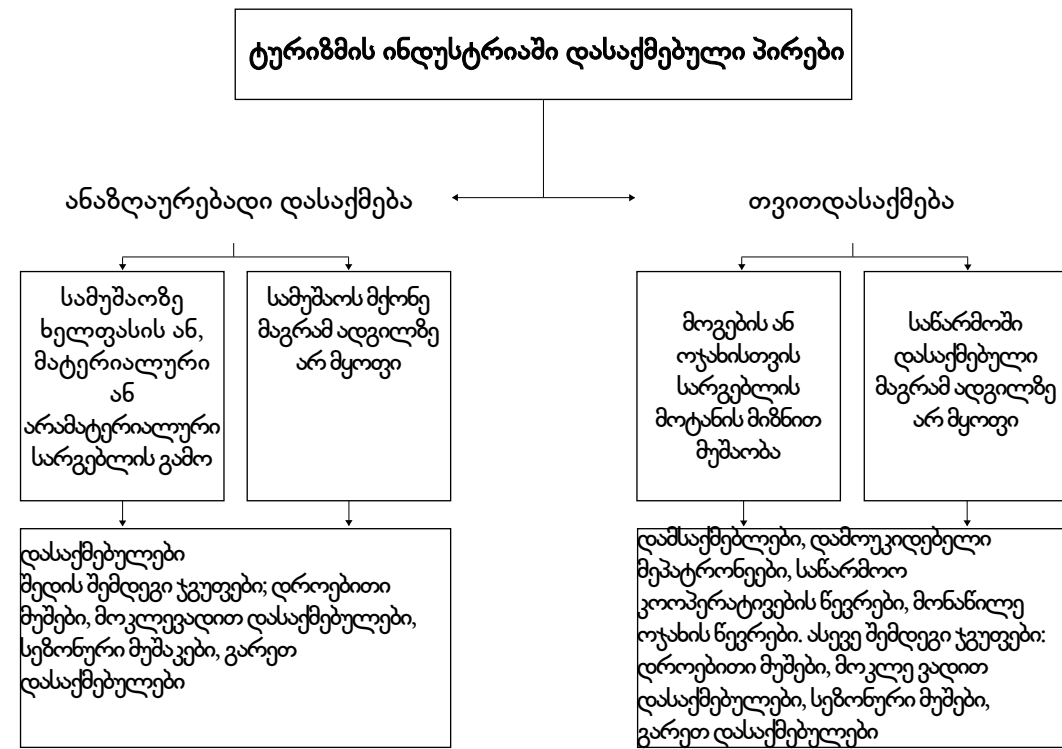 ტურიზმის ინდუსტრიაში დასაქმებული პირები
ანაზღაურებადი დასაქმება
თვითდასაქმება
სამუშაოზე
ხელფასის ან,
მატერიალური
ან
არამატერიალური
სარგებლის გამო
სამუშაოს მქონე
მაგრამ ადგილზე
არ მყოფი
მოგების ან
ოჯახისთვის
სარგებლის
მოტანის მიზნით
მუშაობა
საწარმოში
დასაქმებული
მაგრამ ადგილზე
არ მყოფი
დასაქმებულები
შედის შემდეგი ჯგუფები; დროებითი
მუშები, მოკლევადით დასაქმებულები,
სეზონური მუშაკები, გარეთ
დასაქმებულები
დამსაქმებლები, დამოუკიდებელი
მეპატრონეები, საწარმოო
კოოპერატივების წევრები, მონაწილე
ოჯახის წევრები. ასევე შემდეგი ჯგუფები:
დროებითი მუშები, მოკლე ვადით
დასაქმებულები, სეზონური მუშები,
გარეთ დასაქმებულები